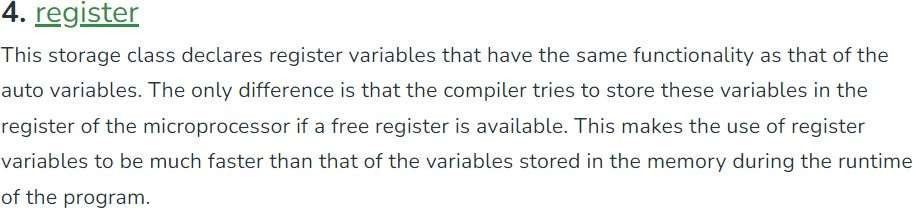 4. register
This storage class declares register variables that have the same functionality as that of the
auto variables. The only difference is that the compiler tries to store these variables in the
register of the microprocessor if a free register is available. This makes the use of register
variables to be much faster than that of the variables stored in the memory during the runtime
of the program.